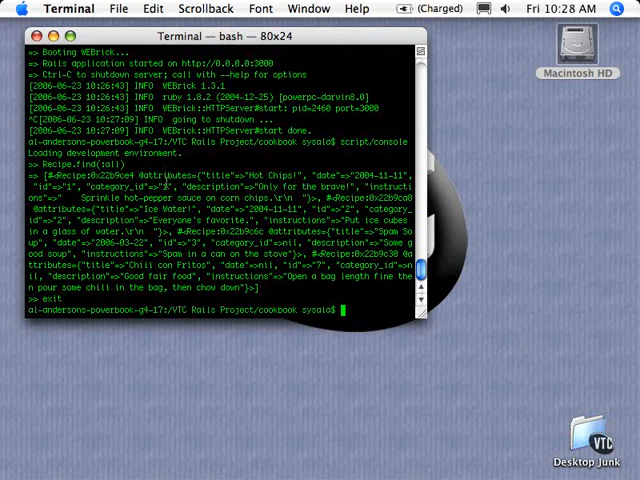 Terminal File Edit Scrollback Font Window Help (Charged) Fri 10:28 AM
Terminal — bash — 80x24
=> Booting WEBrick...
=> Rails application started on http://0.0.0.0:3000
=> Ctrl-C to shutdown server; call with --help for options
[2006-06-23 10:26:43] INFO  WEBrick 1.3.1
[2006-06-23 10:26:43] INFO  ruby 1.8.2 (2004-12-25) [powerpc-darwin8.0]
[2006-06-23 10:26:43] INFO  WEBrick::HTTPServer#start: pid=2460 port=3000
^C[2006-06-23 10:27:09] INFO  going to shutdown ...
[2006-06-23 10:27:09] INFO  WEBrick::HTTPServer#start done.
al-andersons-powerbook-g4-17:/VTC Rails Project/cookbook sysala$ script/console
Loading development environment.
>> Recipe.find(:all)
=> [#<Recipe:0x22b9ce4 @attributes={"title"=>"Hot Chips!", "date"=>"2004-11-11",
"id"=>"1", "category_id"=>"2", "description"=>"Only for the brave!", "instructi
ons"=>"    Sprinkle hot-pepper sauce on corn chips.\r\n  "}>, #<Recipe:0x22b9ca8
@attributes={"title"=>"Ice Water!", "date"=>"2004-11-11", "id"=>"2", "category_
id"=>"2", "description"=>"Everyone's favorite.", "instructions"=>"Put ice cubes
in a glass of water.\r\n  "}>, #<Recipe:0x22b9c6c @attributes={"title"=>"Spam So
up", "date"=>"2006-03-22", "id"=>"3", "category_id"=>nil, "description"=>"Some g
ood soup", "instructions"=>"Spam in a can on the stove"}>, #<Recipe:0x22b9c30 @a
ttributes={"title"=>"Chili con Fritos", "date"=>nil, "id"=>"7", "category_id"=>n
il, "description"=>"Good fair food", "instructions"=>"Open a bag length fine the
n pour some chili in the bag, then chow down"}>]
>> exit
al-andersons-powerbook-g4-17:/VTC Rails Project/cookbook sysala$
Macintosh HD
VTC
Desktop Junk